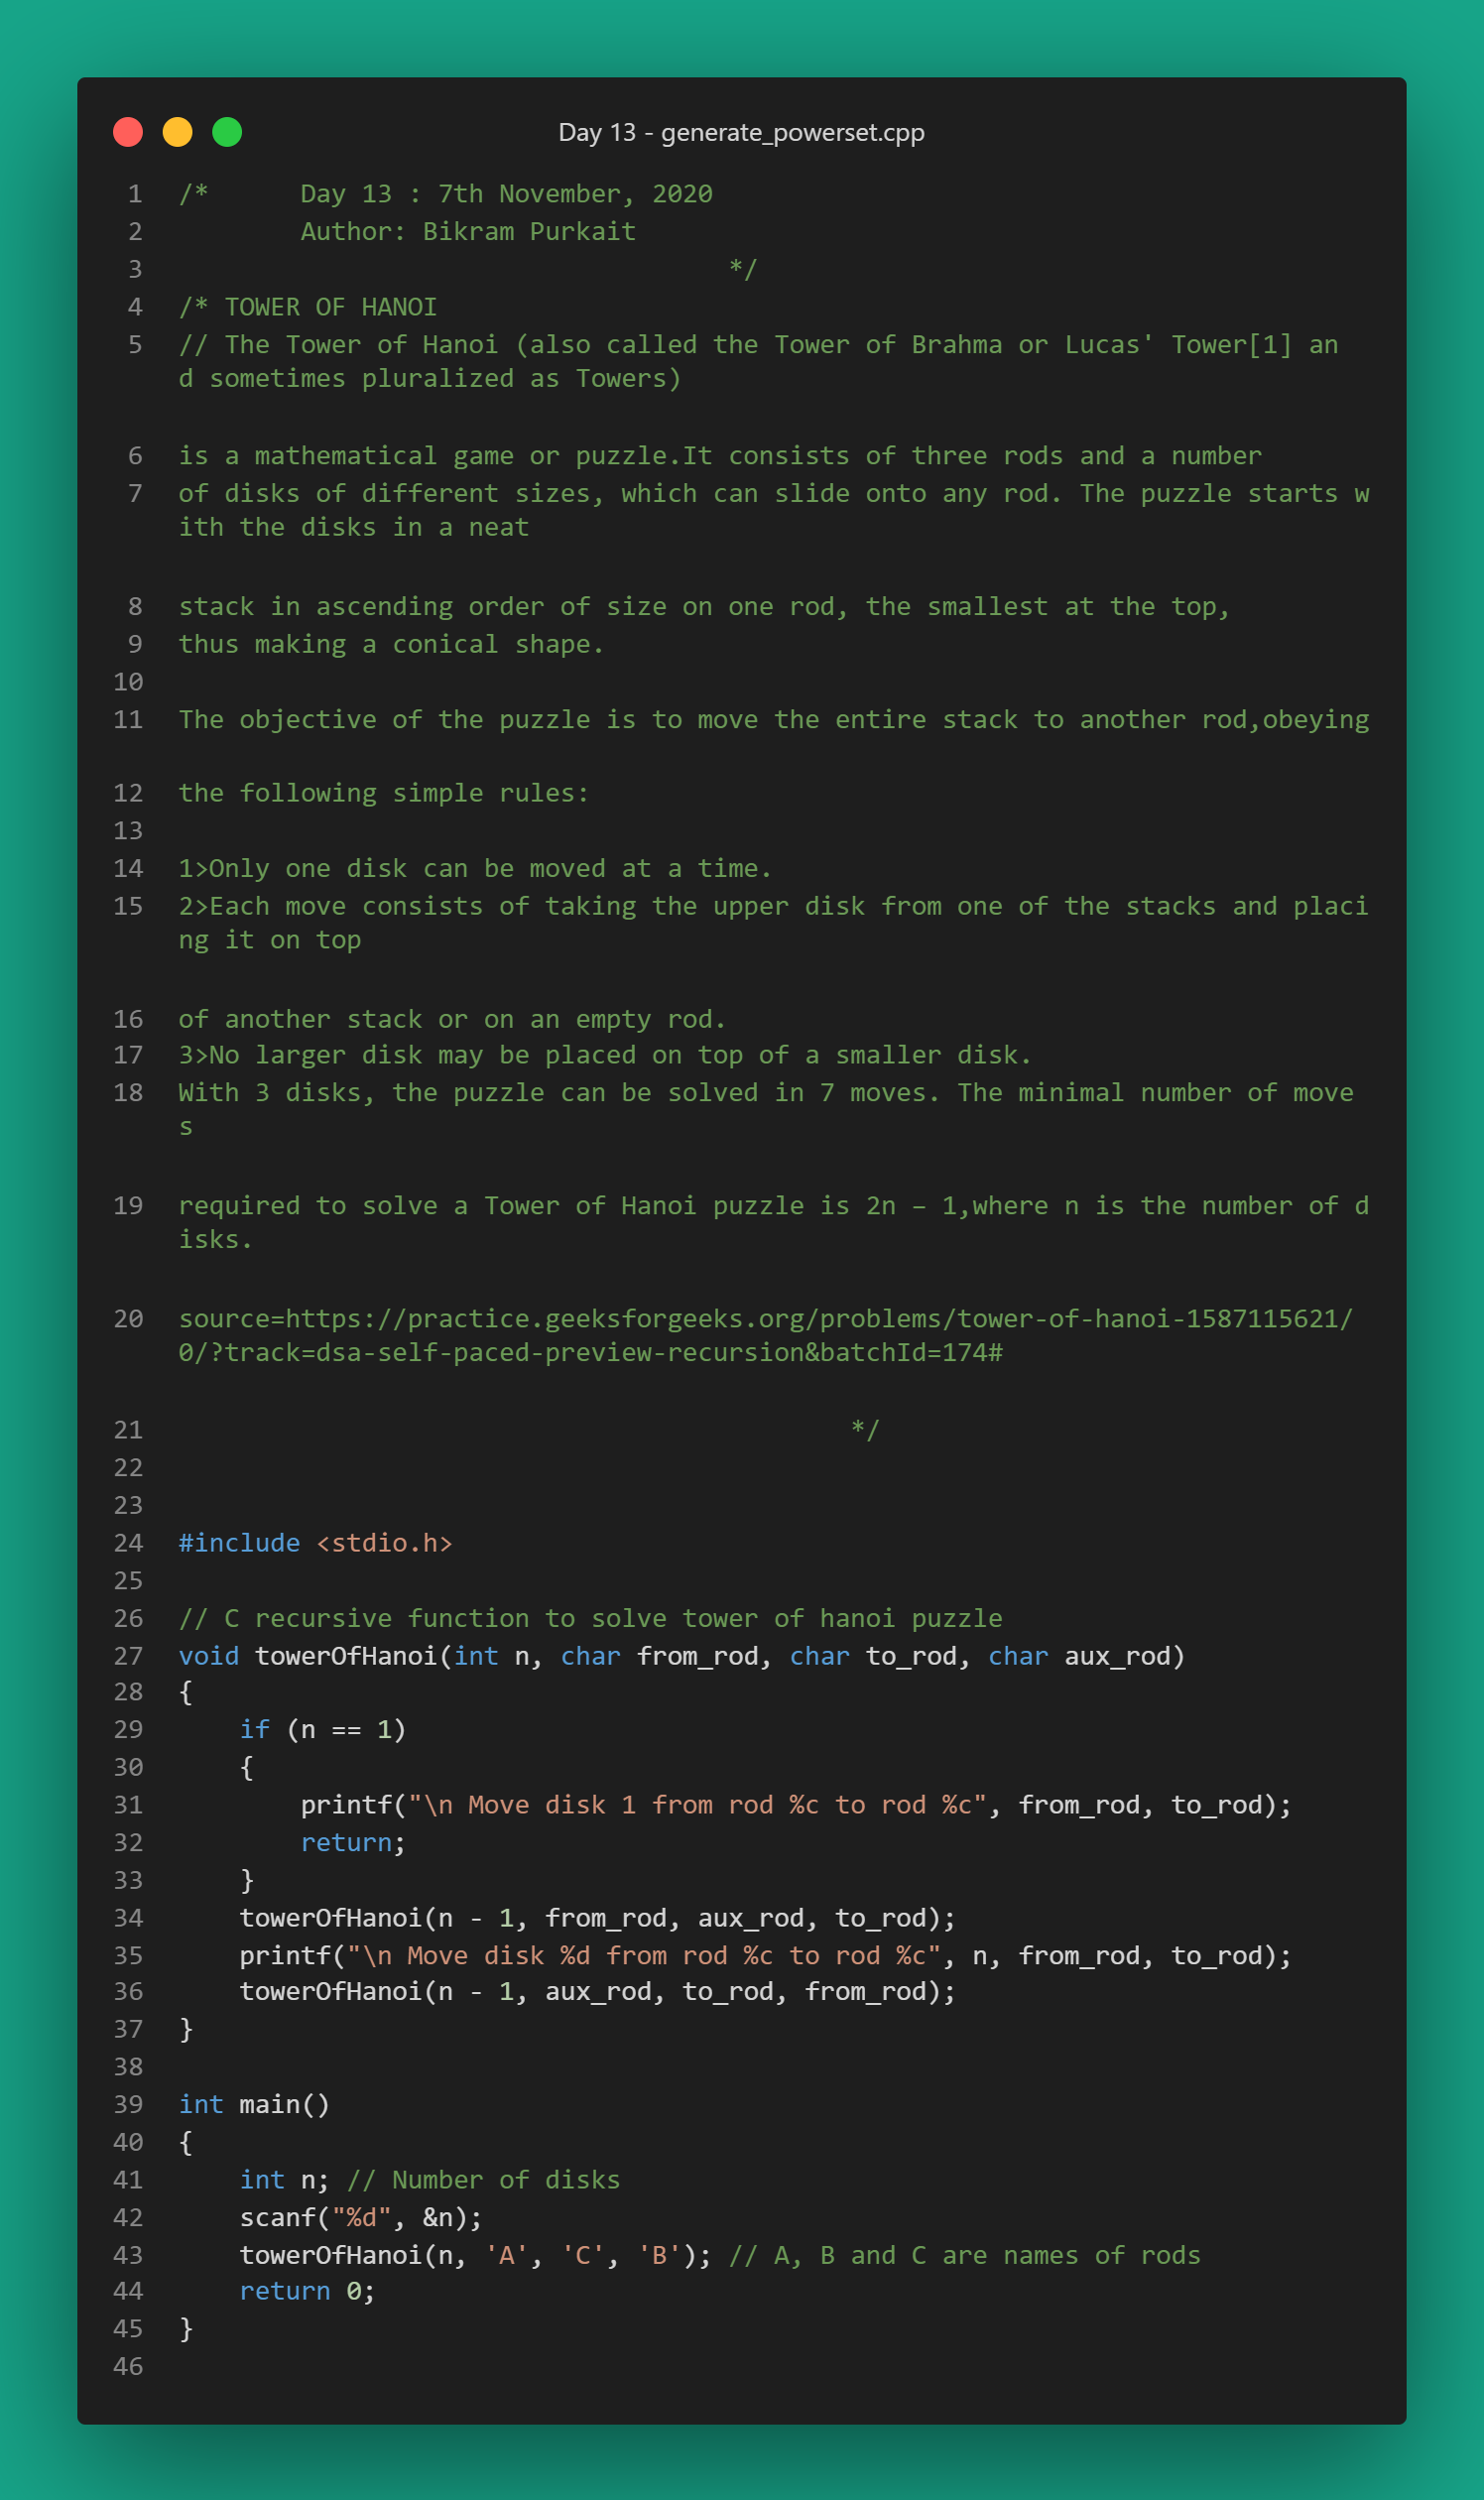 Day 13 - generate_powerset.cpp
1 /*      Day 13 : 7th November, 2020
2         Author: Bikram Purkait
3                                     */
4 /* TOWER OF HANOI
5 // The Tower of Hanoi (also called the Tower of Brahma or Lucas' Tower[1] an
d sometimes pluralized as Towers)
6 is a mathematical game or puzzle.It consists of three rods and a number
7 of disks of different sizes, which can slide onto any rod. The puzzle starts w
ith the disks in a neat
8 stack in ascending order of size on one rod, the smallest at the top,
9 thus making a conical shape.
10
11 The objective of the puzzle is to move the entire stack to another rod,obeying
12 the following simple rules:
13
14 1>Only one disk can be moved at a time.
15 2>Each move consists of taking the upper disk from one of the stacks and placi
ng it on top
16 of another stack or on an empty rod.
17 3>No larger disk may be placed on top of a smaller disk.
18 With 3 disks, the puzzle can be solved in 7 moves. The minimal number of move
s
19 required to solve a Tower of Hanoi puzzle is 2n – 1,where n is the number of d
isks.
20 source=https://practice.geeksforgeeks.org/problems/tower-of-hanoi-1587115621/
0/?track=dsa-self-paced-preview-recursion&batchId=174#
21                                             */
22
23
24 #include <stdio.h>
25
26 // C recursive function to solve tower of hanoi puzzle
27 void towerOfHanoi(int n, char from_rod, char to_rod, char aux_rod)
28 {
29     if (n == 1)
30     {
31         printf("\n Move disk 1 from rod %c to rod %c", from_rod, to_rod);
32         return;
33     }
34     towerOfHanoi(n - 1, from_rod, aux_rod, to_rod);
35     printf("\n Move disk %d from rod %c to rod %c", n, from_rod, to_rod);
36     towerOfHanoi(n - 1, aux_rod, to_rod, from_rod);
37 }
38
39 int main()
40 {
41     int n; // Number of disks
42     scanf("%d", &n);
43     towerOfHanoi(n, 'A', 'C', 'B'); // A, B and C are names of rods
44     return 0;
45 }
46